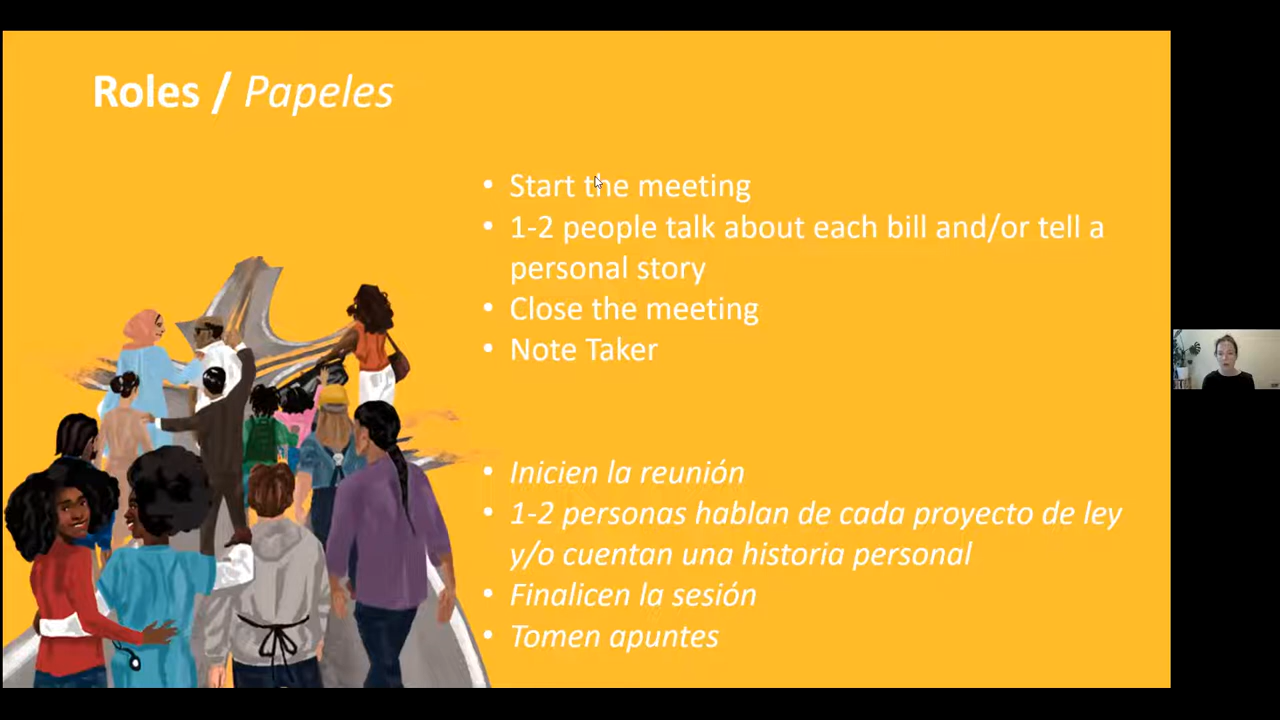 Roles / Papeles
• Start the meeting
• 1-2 people talk about each bill and/or tell a
personal story
• Close the meeting
• Note Taker
• Inicien la reunión
• 1-2 personas hablan de cada proyecto de ley
y/o cuentan una historia personal
• Finalicen la sesión
• Tomen apuntes